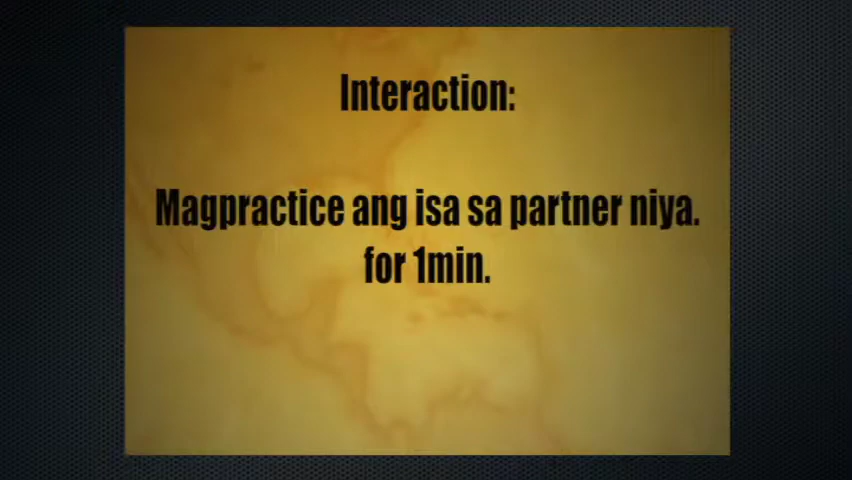 Interaction:
Magpractice ang isa sa partner niya.
for 1min.